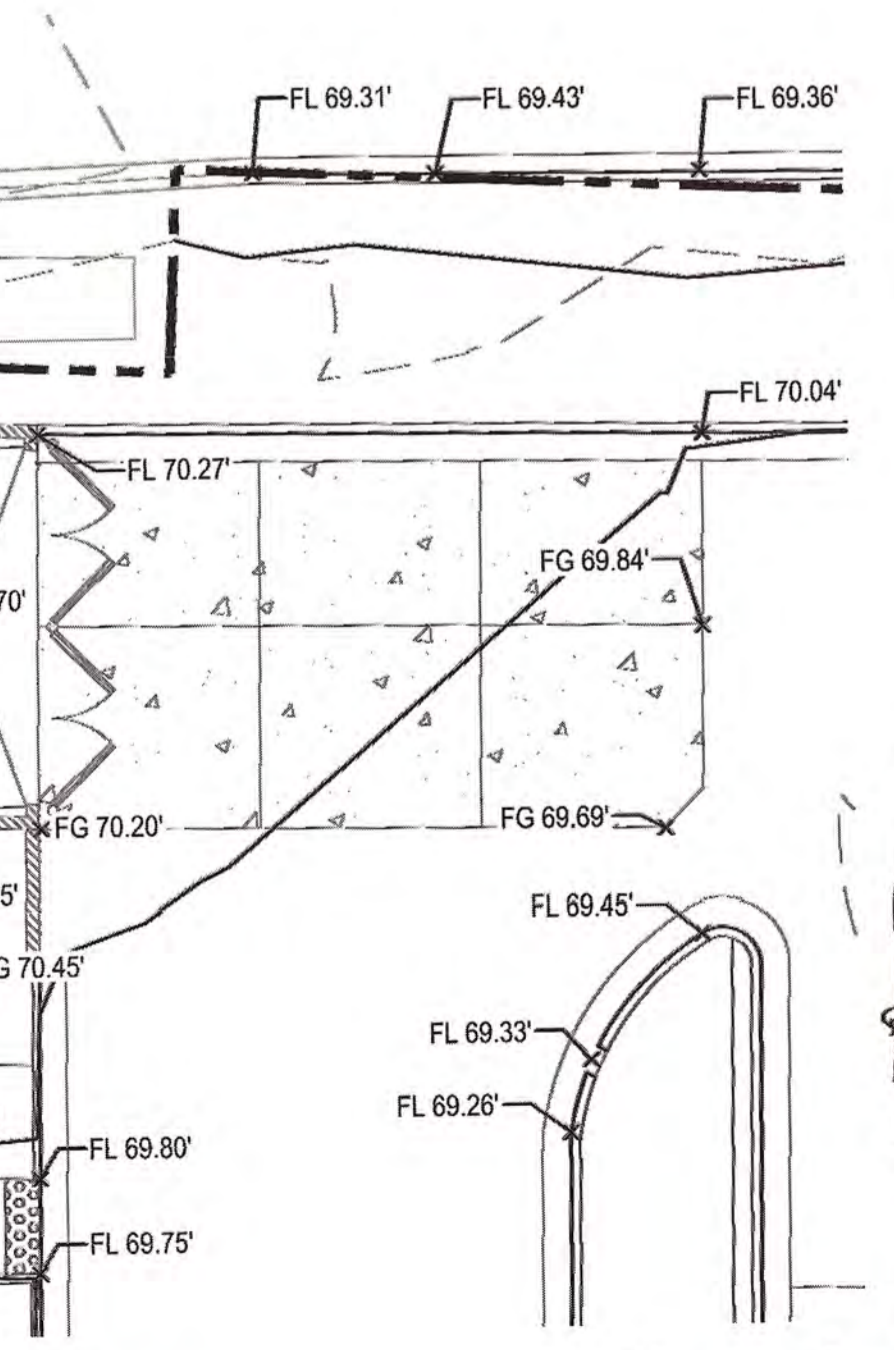 FL 69.31'
FL 69.43'
FL 69.36'
FL 70.04'
FL 70.27'
FG 69.84'
70'
FG 70.20'
FG 69.69'
5'
FL 69.45'
G 70.45'
FL 69.33'
FL 69.26'
FL 69.80'
FL 69.75'